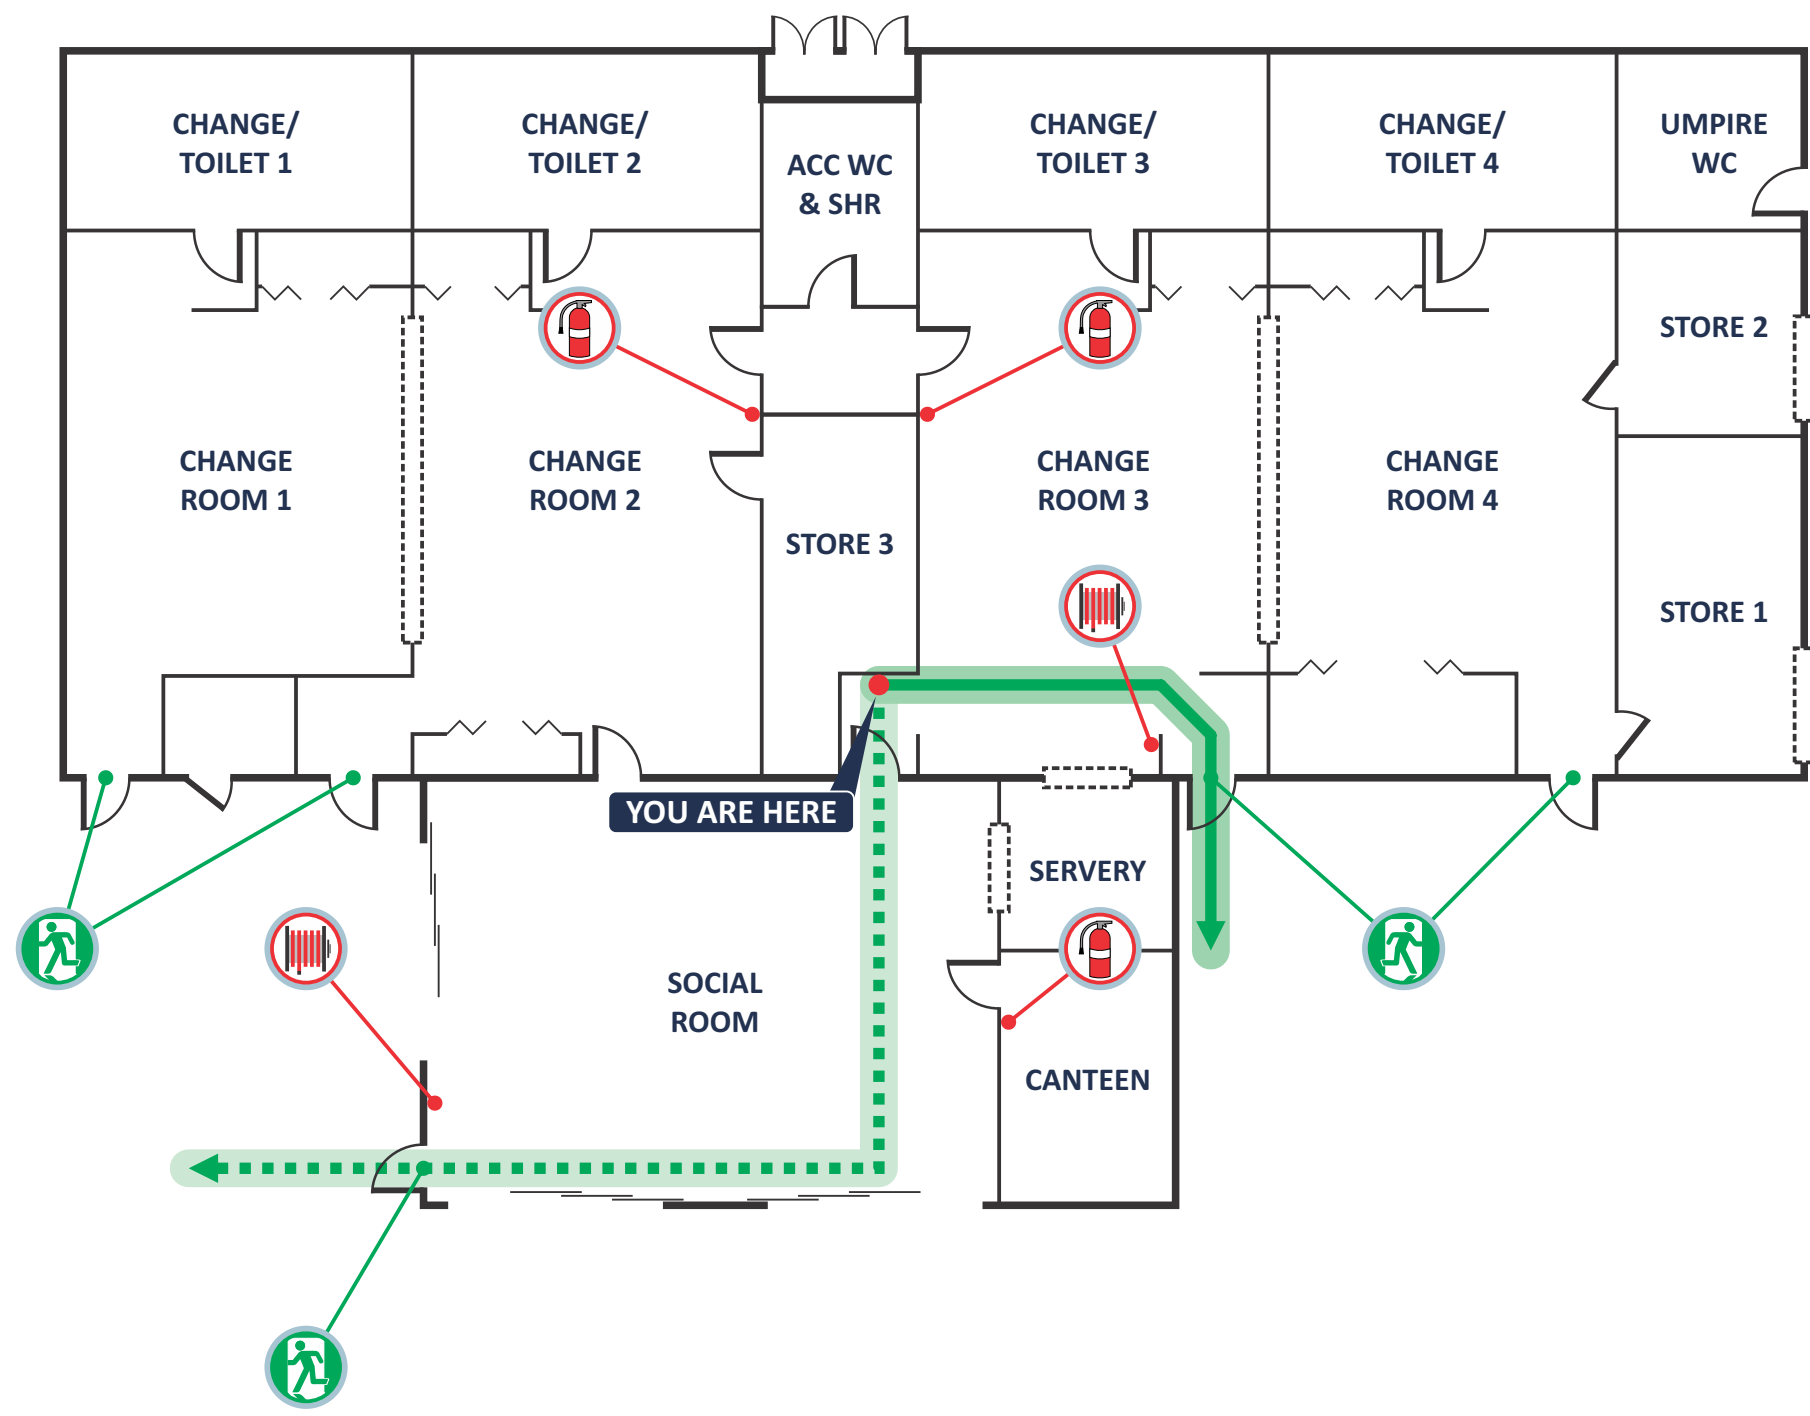 CHANGE/
TOILET 1
CHANGE/
TOILET 2
ACC WC
& SHR
CHANGE/
TOILET 3
CHANGE/
TOILET 4
UMPIRE
WC
STORE 2
CHANGE
ROOM 1
CHANGE
ROOM 2
STORE 3
CHANGE
ROOM 3
CHANGE
ROOM 4
STORE 1
YOU ARE HERE
SERVERY
SOCIAL
ROOM
CANTEEN